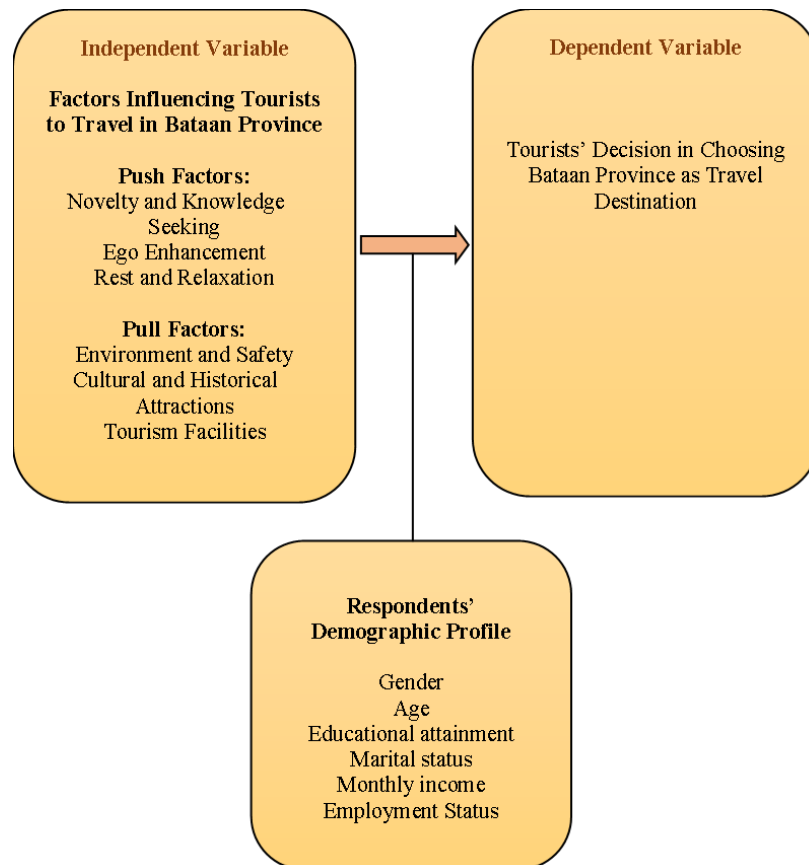 Independent Variable
Factors Influencing Tourists
to Travel in Bataan Province
Push Factors:
Novelty and Knowledge
Seeking
Ego Enhancement
Rest and Relaxation
Pull Factors:
Environment and Safety
Cultural and Historical
Attractions
Tourism Facilities
Dependent Variable
Tourists’ Decision in Choosing
Bataan Province as Travel
Destination
Respondents’
Demographic Profile
Gender
Age
Educational attainment
Marital status
Monthly income
Employment Status